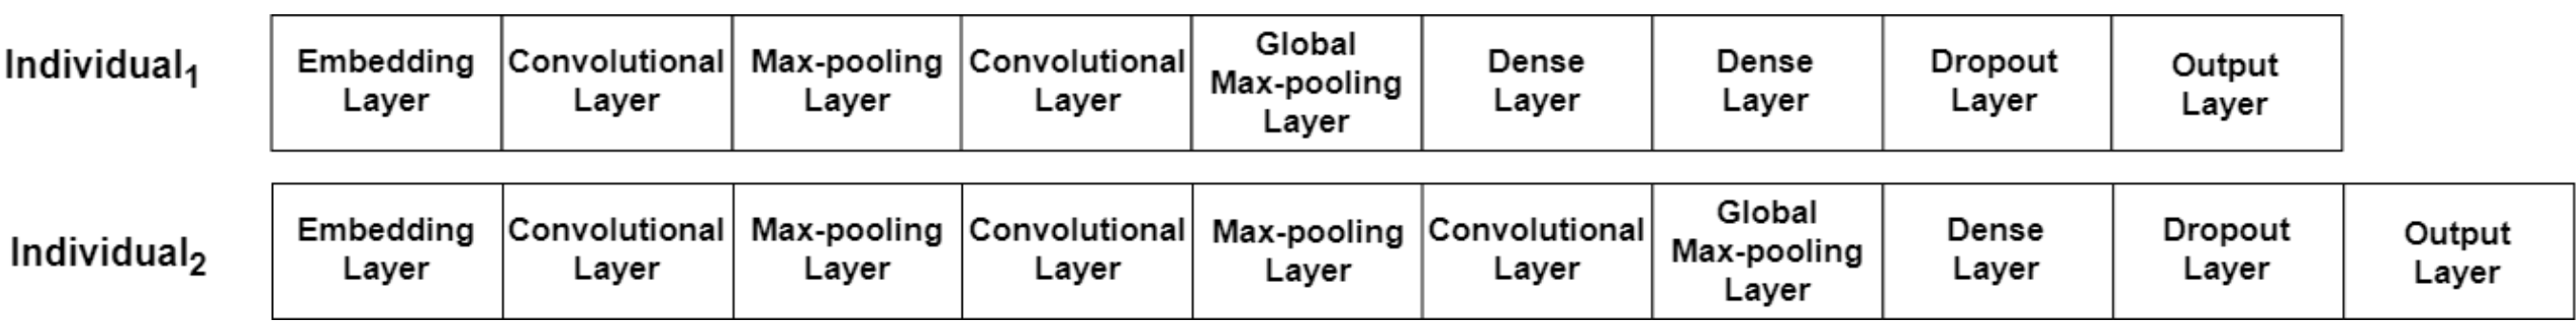 Individual₁
Embedding
Layer
Convolutional
Layer
Max-pooling
Layer
Convolutional
Layer
Global
Max-pooling
Layer
Dense
Layer
Dense
Layer
Dropout
Layer
Output
Layer
Individual₂
Embedding
Layer
Convolutional
Layer
Max-pooling
Layer
Convolutional
Layer
Max-pooling
Layer
Convolutional
Layer
Global
Max-pooling
Layer
Dense
Layer
Dropout
Layer
Output
Layer